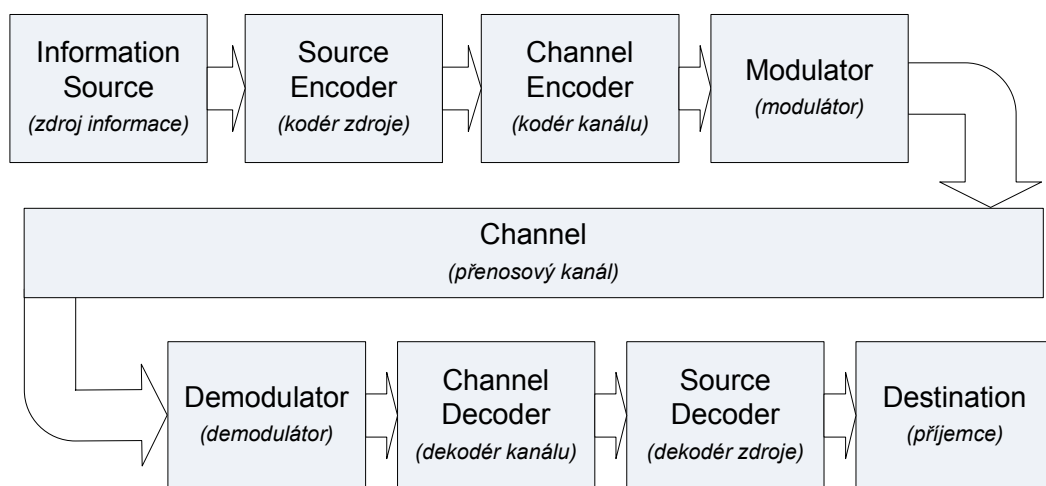 Information
Source
(zdroj informace)
Source
Encoder
(kodér zdroje)
Channel
Encoder
(kodér kanálu)
Modulator
(modulátor)
Channel
(přenosový kanál)
Demodulator
(demodulátor)
Channel
Decoder
(dekodér kanálu)
Source
Decoder
(dekodér zdroje)
Destination
(příjemce)